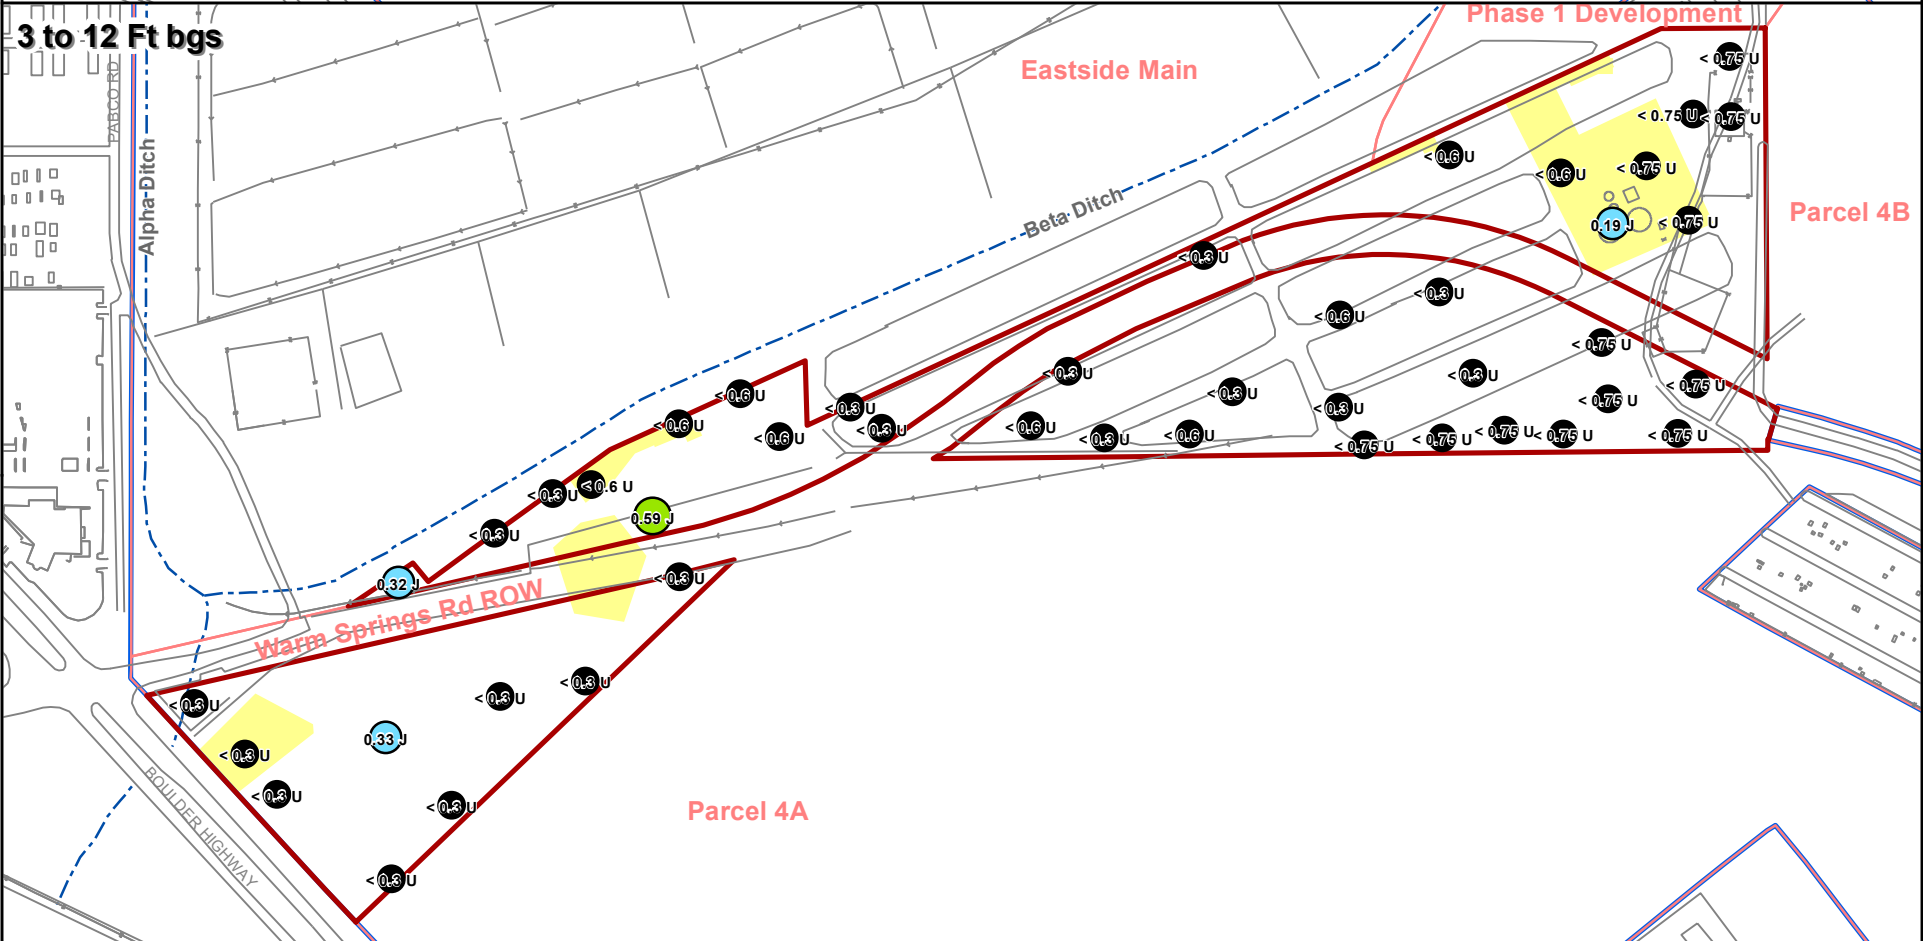 3 to 12 Ft bgs
Phase 1 Development
Eastside Main
PABCO RD
Alpha Ditch
Beta Ditch
Parcel 4B
< 0.75 U
< 0.75 U
< 0.75 U
< 0.6 U
< 0.6 U
< 0.75 U
0.19 J
< 0.75 U
< 0.3 U
< 0.3 U
< 0.6 U
< 0.75 U
< 0.3 U
< 0.3 U
< 0.75 U
< 0.6 U
< 0.3 U
< 0.75 U
< 0.3 U
< 0.3 U
< 0.6 U
< 0.3 U
< 0.6 U
< 0.6 U
< 0.3 U
< 0.6 U
< 0.75 U
< 0.75 U
< 0.75 U
< 0.75 U
< 0.75 U
< 0.3 U
< 0.6 U
0.59 J
< 0.3 U
0.32 J
< 0.3 U
Warm Springs Rd ROW
< 0.3 U
< 0.3 U
< 0.3 U
0.33 J
< 0.3 U
< 0.3 U
< 0.3 U
Parcel 4A
BOULDER HIGHWAY
< 0.3 U